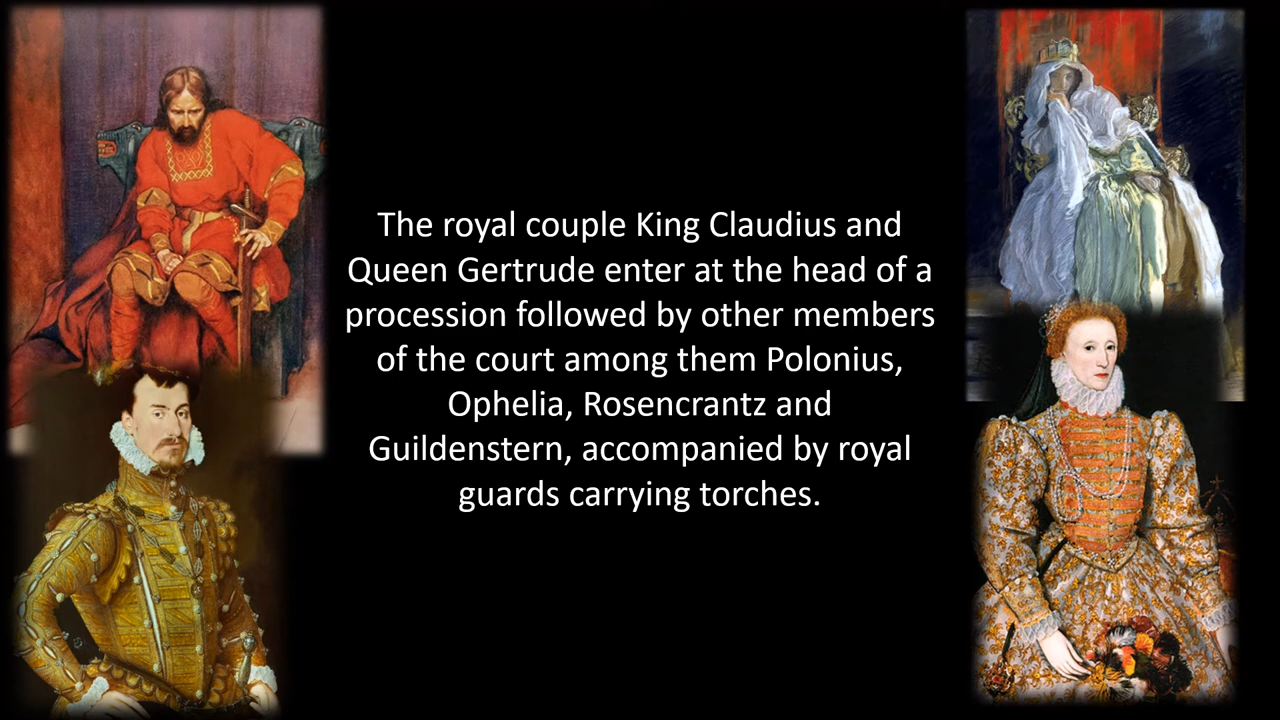 The royal couple King Claudius and
Queen Gertrude enter at the head of a
procession followed by other members
of the court among them Polonius,
Ophelia, Rosencrantz and
Guildenstern, accompanied by royal
guards carrying torches.